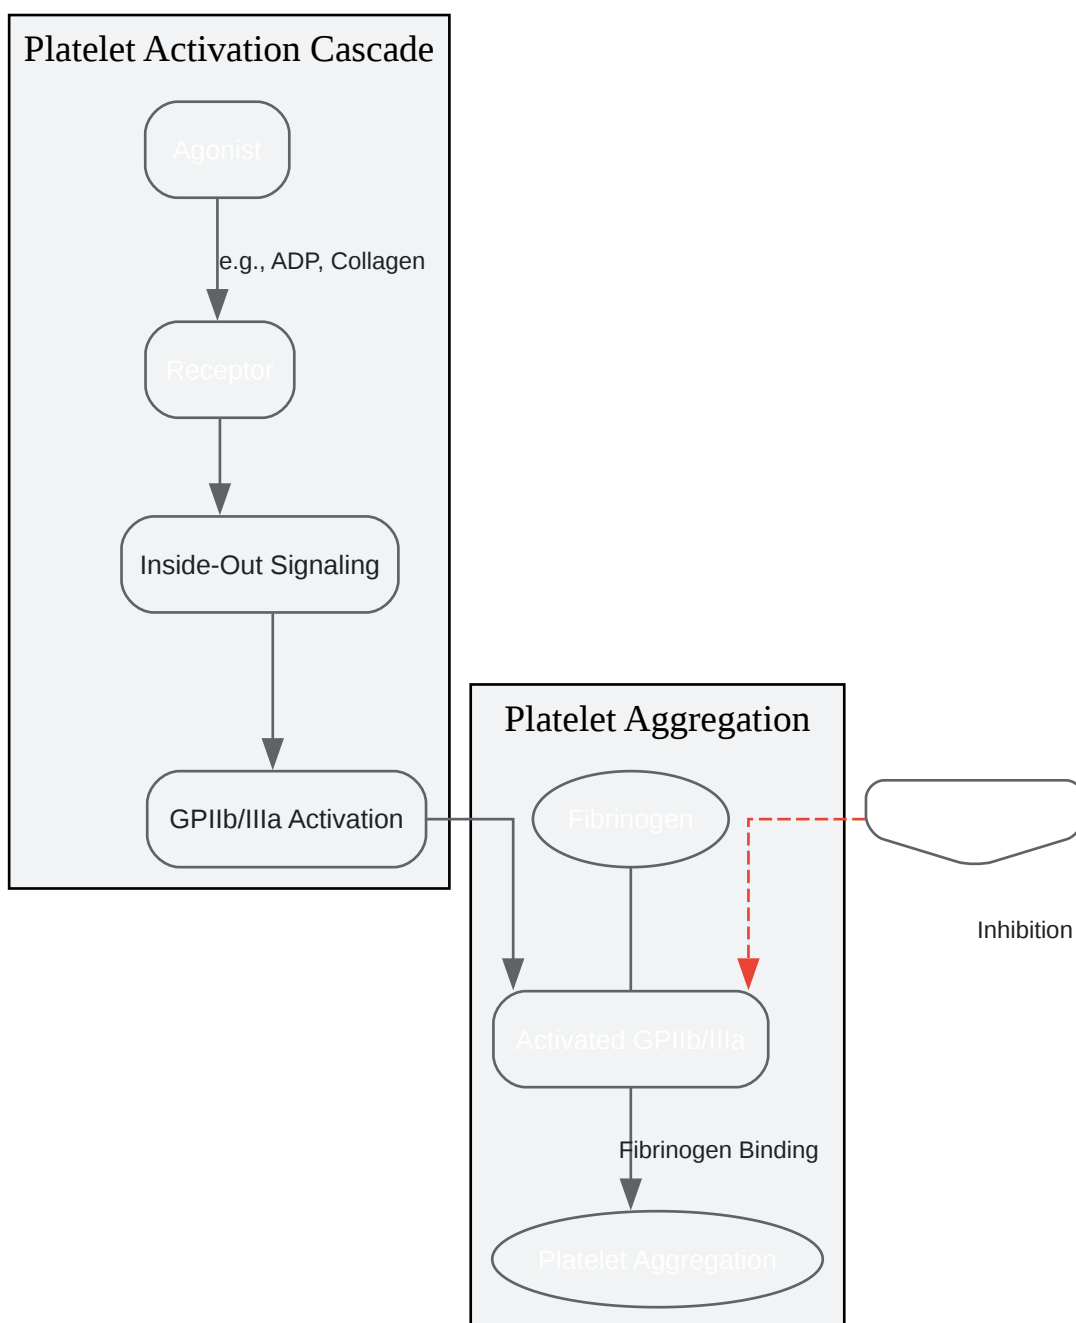 Platelet Activation Cascade
Agonist
e.g., ADP, Collagen
Receptor
Inside-Out Signaling
GPIIb/IIIa Activation
Platelet Aggregation
Fibrinogen
Inhibition
Activated GPIIb/IIIa
Fibrinogen Binding
Platelet Aggregation